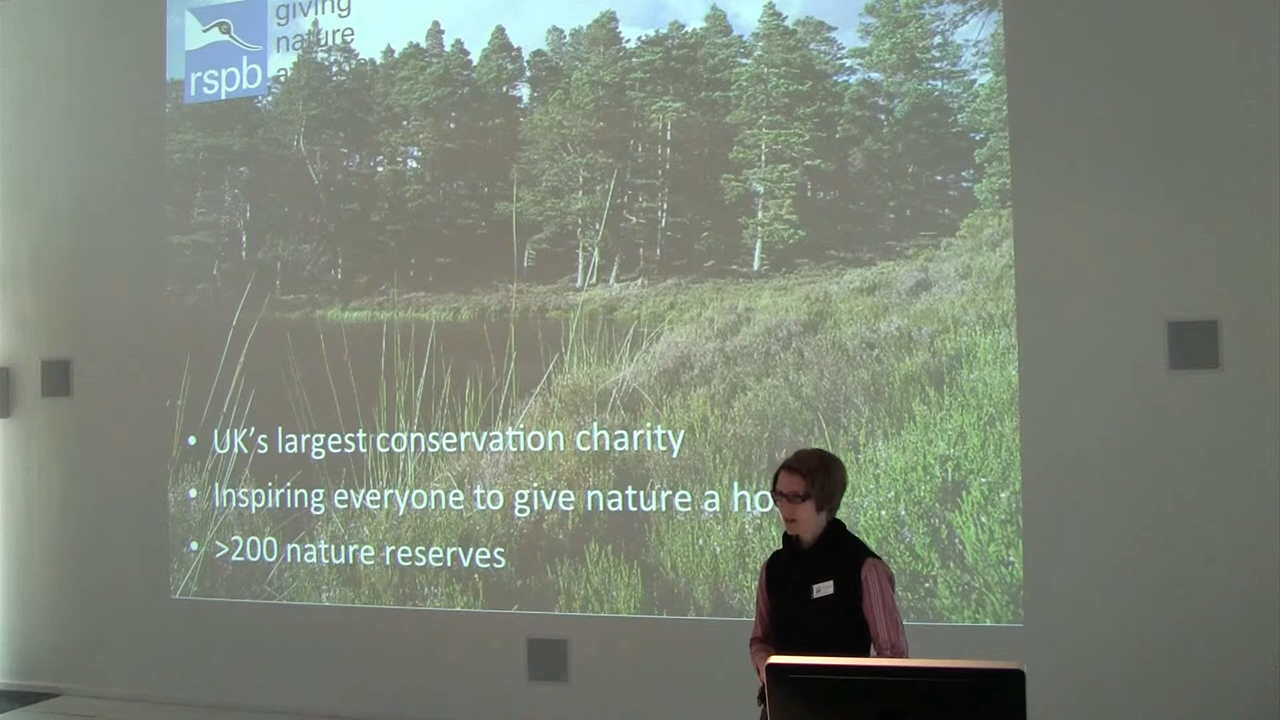 giving
nature
rspb
• UK's largest conservation charity
• Inspiring everyone to give nature a
• >200 nature reserves